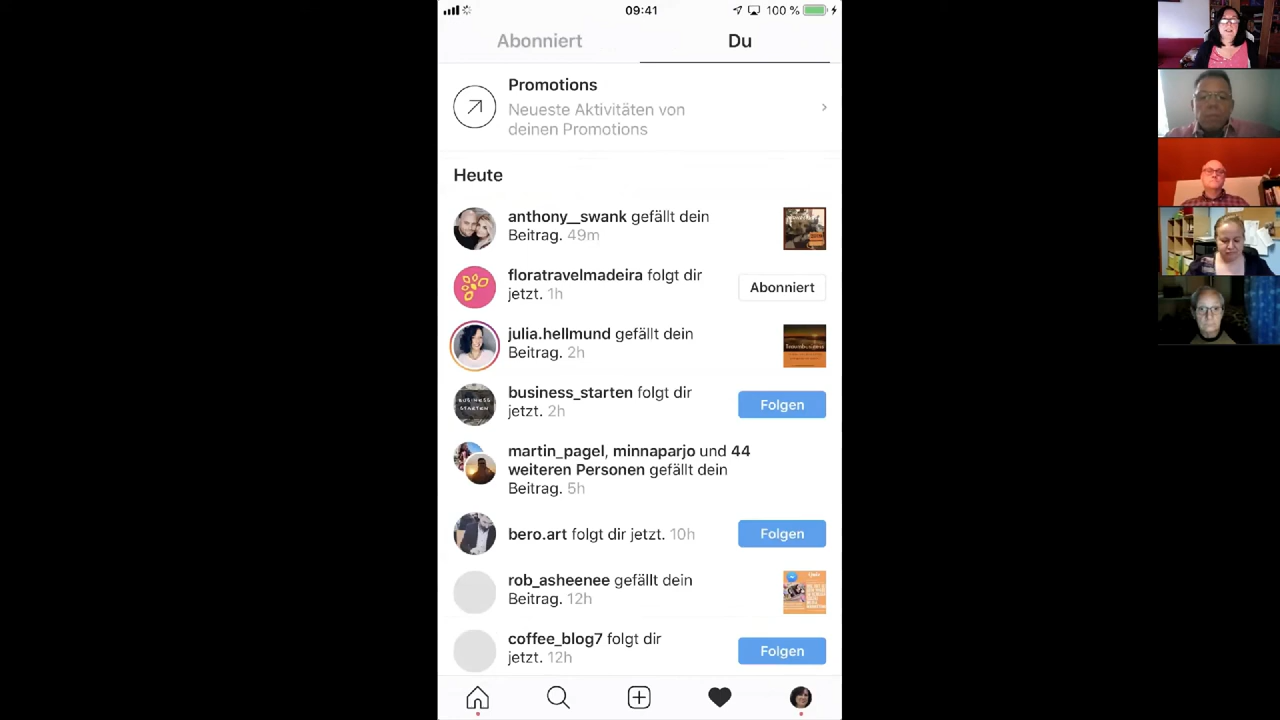 09:41
100 %
Abonniert
Du
Promotions
Neueste Aktivitäten von
deinen Promotions
Heute
anthony__swank gefällt dein
Beitrag. 49m
floratravelmadeira folgt dir
jetzt. 1h
Abonniert
julia.hellmund gefällt dein
Beitrag. 2h
business_starten folgt dir
jetzt. 2h
Folgen
BUSINESS
STARTEN
martin_pagel, minnaparjo und 44
weiteren Personen gefällt dein
Beitrag. 5h
bero.art folgt dir jetzt. 10h
Folgen
rob_asheenee gefällt dein
Beitrag. 12h
coffee_blog7 folgt dir
jetzt. 12h
Folgen